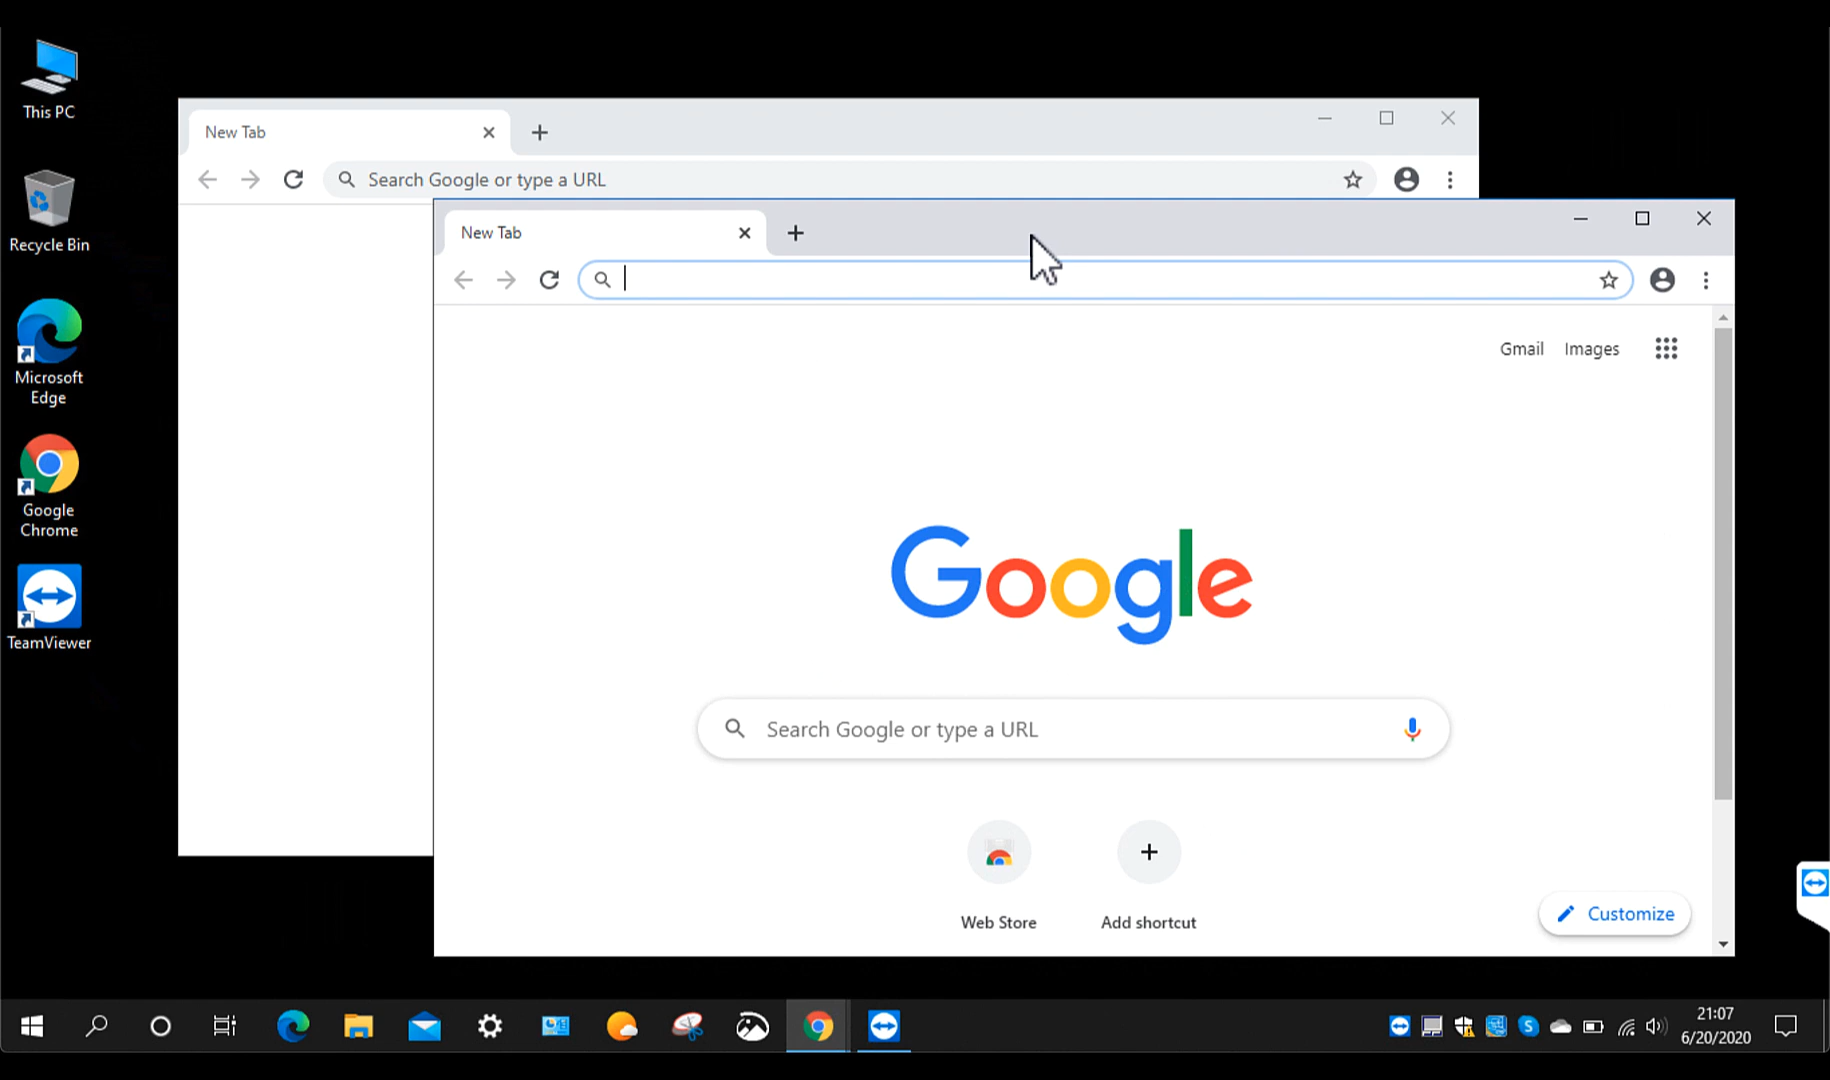 This PC
Recycle Bin
Microsoft
Edge
Google
Chrome
TeamViewer
New Tab
Search Google or type a URL
New Tab
Gmail Images
Google
Search Google or type a URL
Web Store
Add shortcut
Customize
21:07
6/20/2020